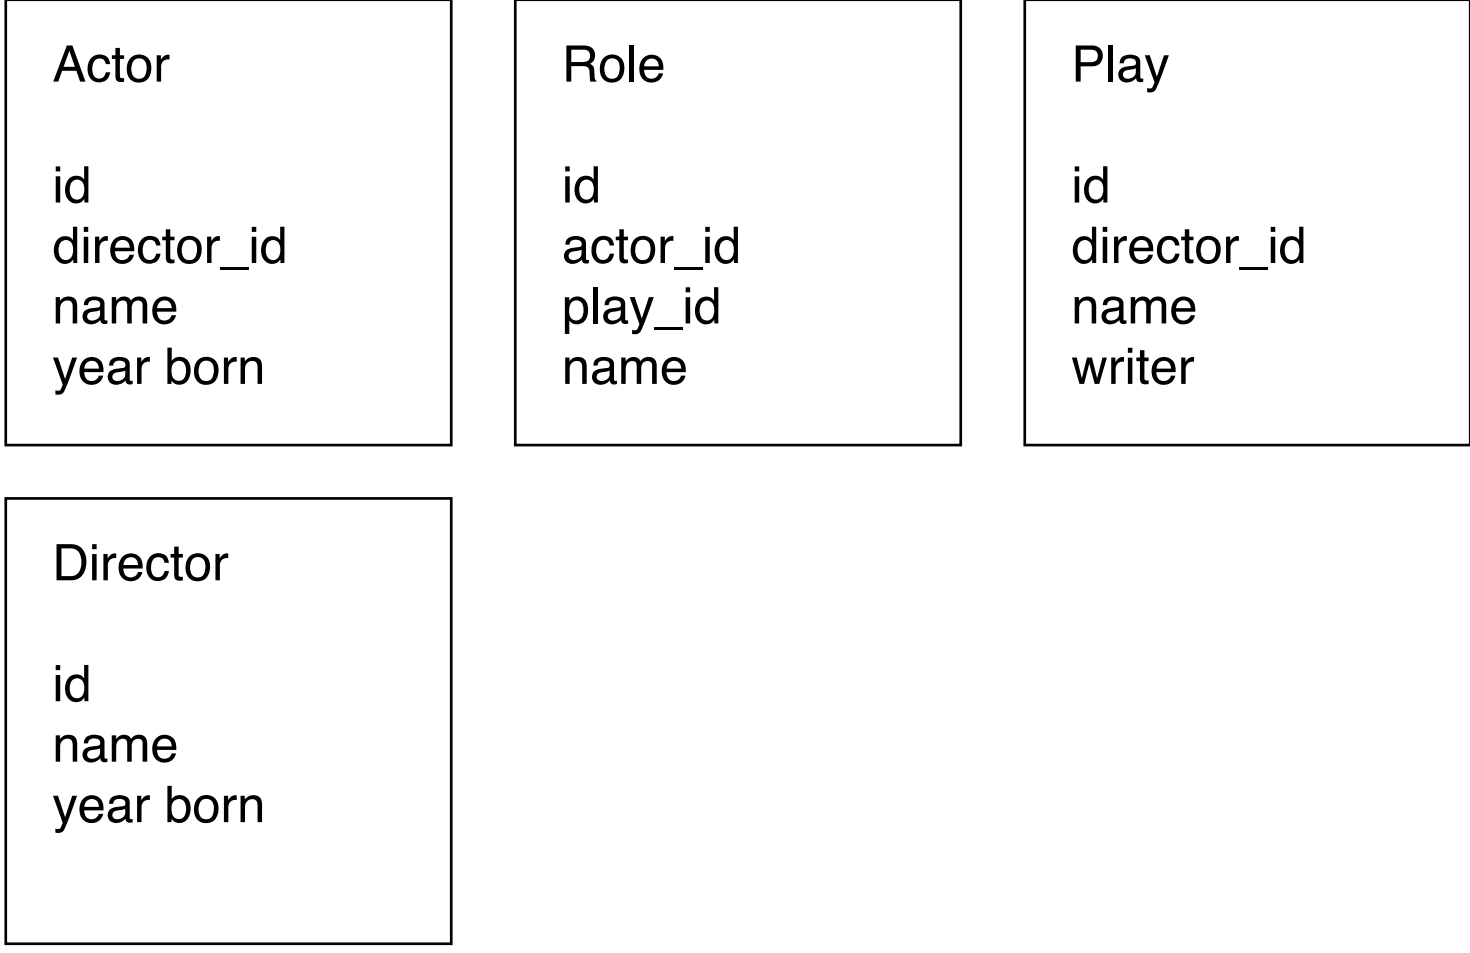 Actor
id
director_id
name
year born
Role
id
actor_id
play_id
name
Play
id
director_id
name
writer
Director
id
name
year born